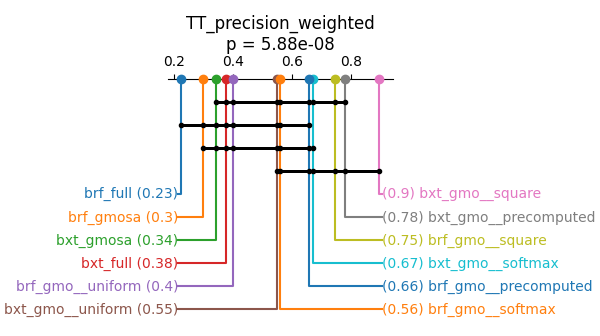 TT_precision_weighted
p = 5.88e-08
0.2 0.4 0.6 0.8
brf_full (0.23) (0.9) bxt_gmo__square
brf_gmosa (0.3) (0.78) bxt_gmo__precomputed
bxt_gmosa (0.34) (0.75) brf_gmo__square
bxt_full (0.38) (0.67) bxt_gmo__softmax
brf_gmo__uniform (0.4) (0.66) brf_gmo__precomputed
bxt_gmo__uniform (0.55) (0.56) brf_gmo__softmax